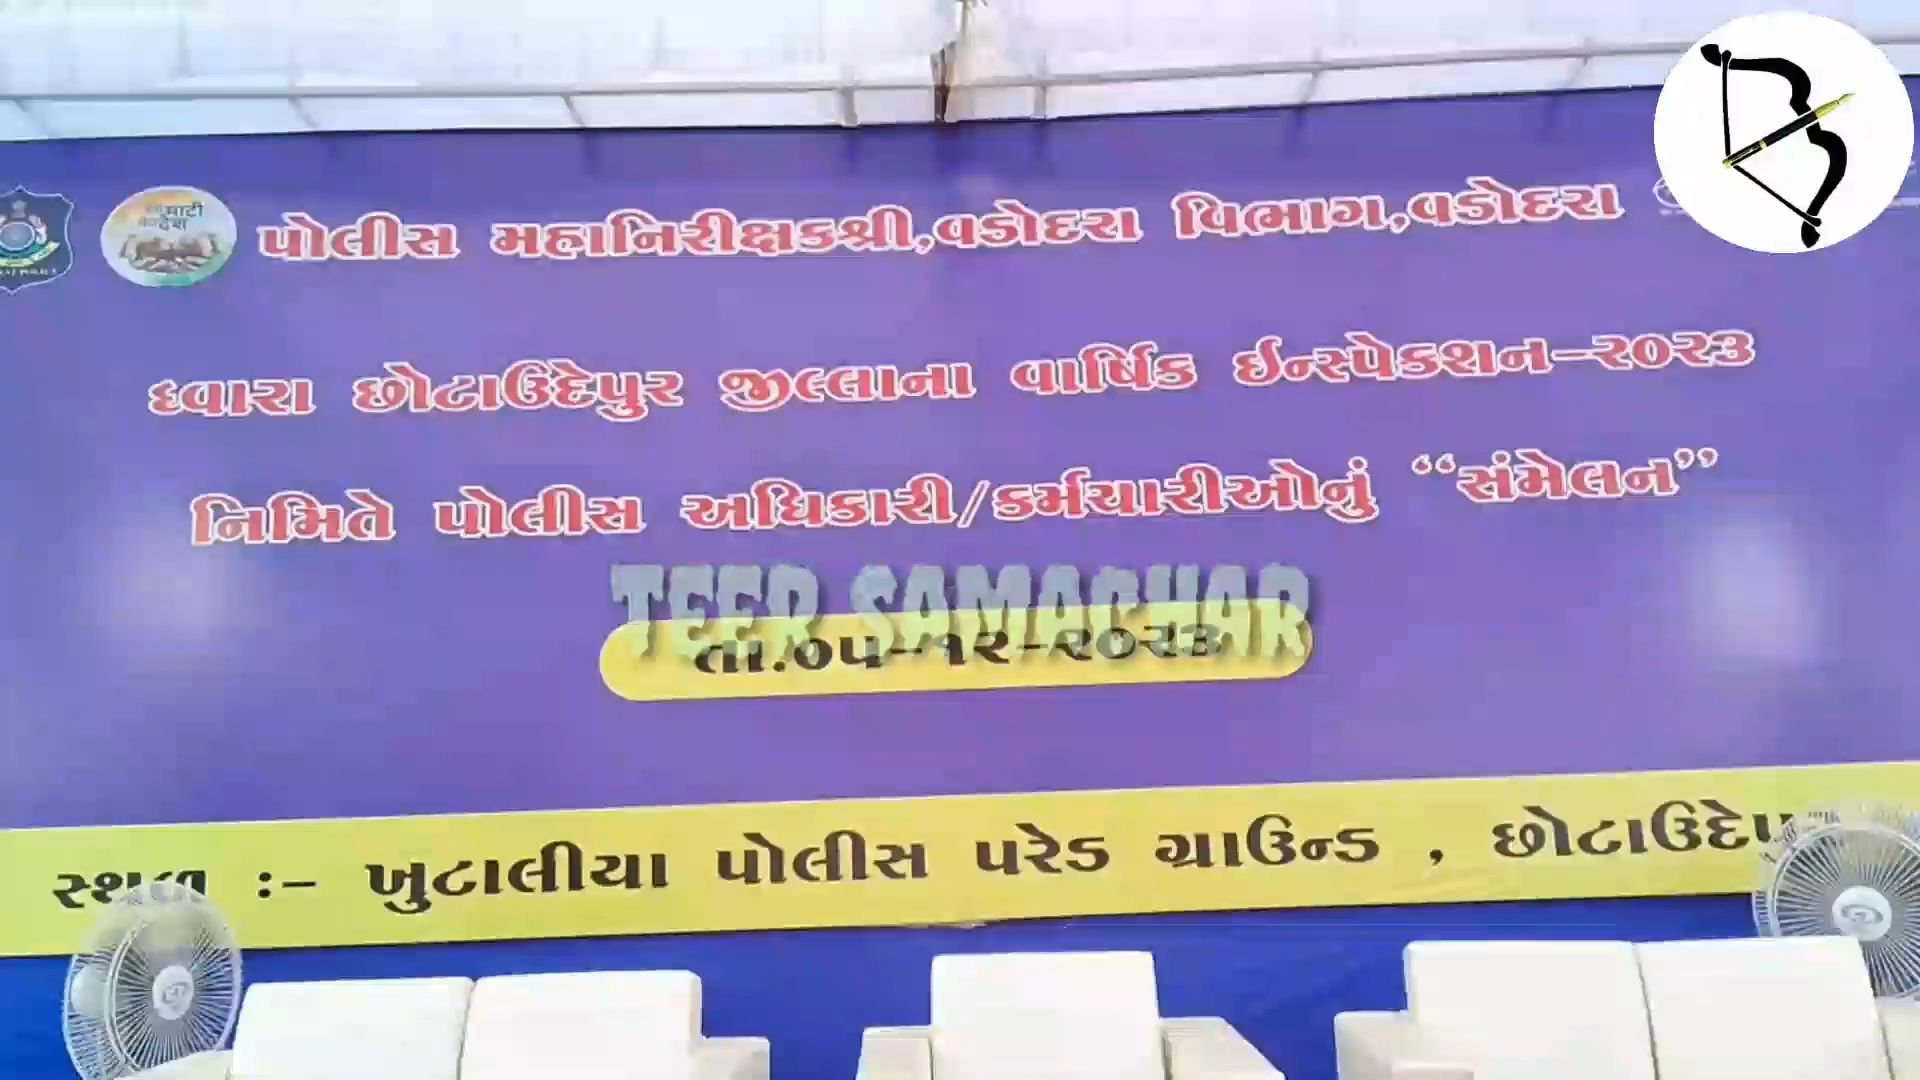 પોલીસ મહાનિરીક્ષકશ્રી,વડોદરા વિભાગ,વડોદરા
ધ્વારા છોટાઉદેપુર જીલ્લાના વાર્ષિક ઈન્સ્પેકશન-૨૦૨૩
નિમિતે પોલીસ અધિકારી/કર્મચારીઓનું “સંમેલન”
TEER SAMACHAR
તા.૦૫-૧૨-૨૦૨૩
સ્થળ :- ખુટાલીયા પોલીસ પરેડ ગ્રાઉન્ડ , છોટાઉદેપ